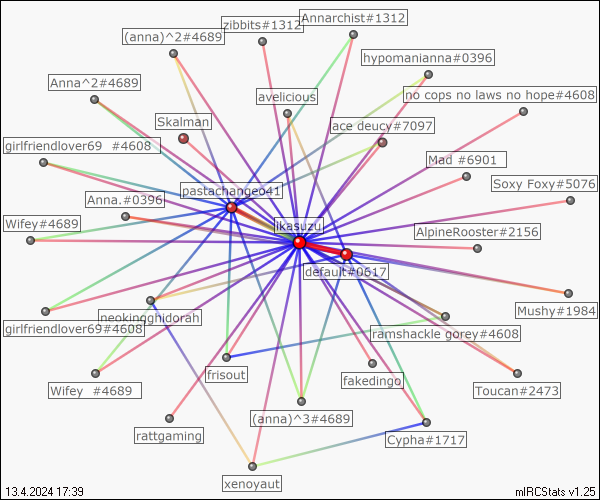 Annarchist#1312
zibbits#1312
(anna)^2#4689
hypomanianna#0396
Anna^2#4689
avelicious
no cops no laws no hope#4608
Skalman
ace deucy#7097
girlfriendlover69 #4608
Mad #6901
pastachangeo41
Soxy Foxy#5076
Anna.#0396
Wifey#4689
ikasuzu
AlpineRooster#2156
default#0617
Mushy#1984
neokinoghidorah
girlfriendlover69#4608
ramshackle gorey#4608
frisout
fakedingo
Wifey #4689
Toucan#2473
(anna)^3#4689
rattgaming
Cypha#1717
xenoyaut
13.4.2024 17:39
mIRCStats v1.25